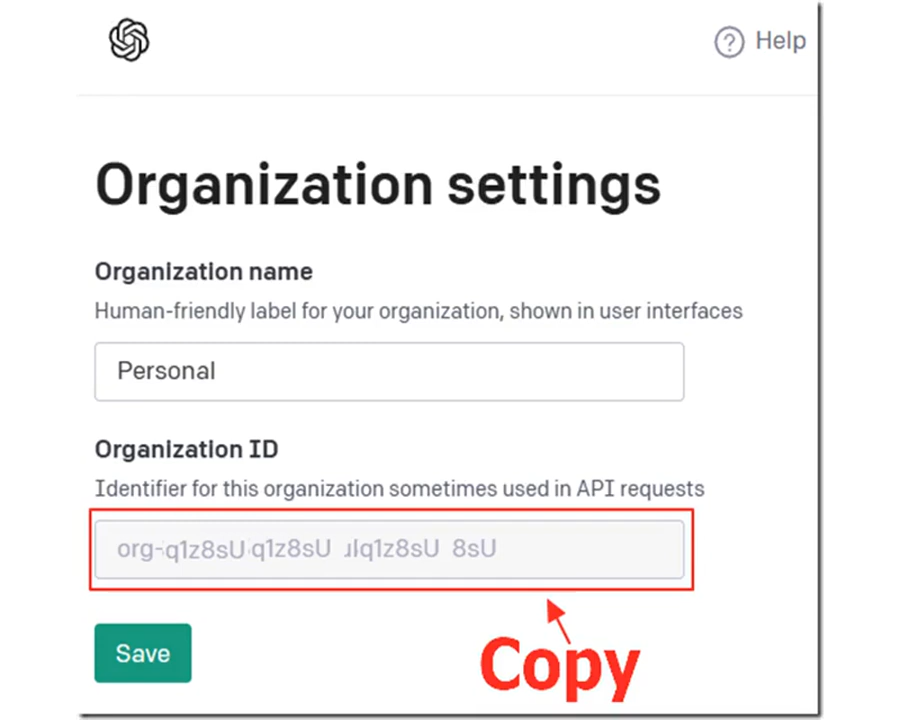 Help
Organization settings
Organization name
Human-friendly label for your organization, shown in user interfaces
Personal
Organization ID
Identifier for this organization sometimes used in API requests
org-q1z8sU q1z8sU ulq1z8sU 8sU
Save
Copy